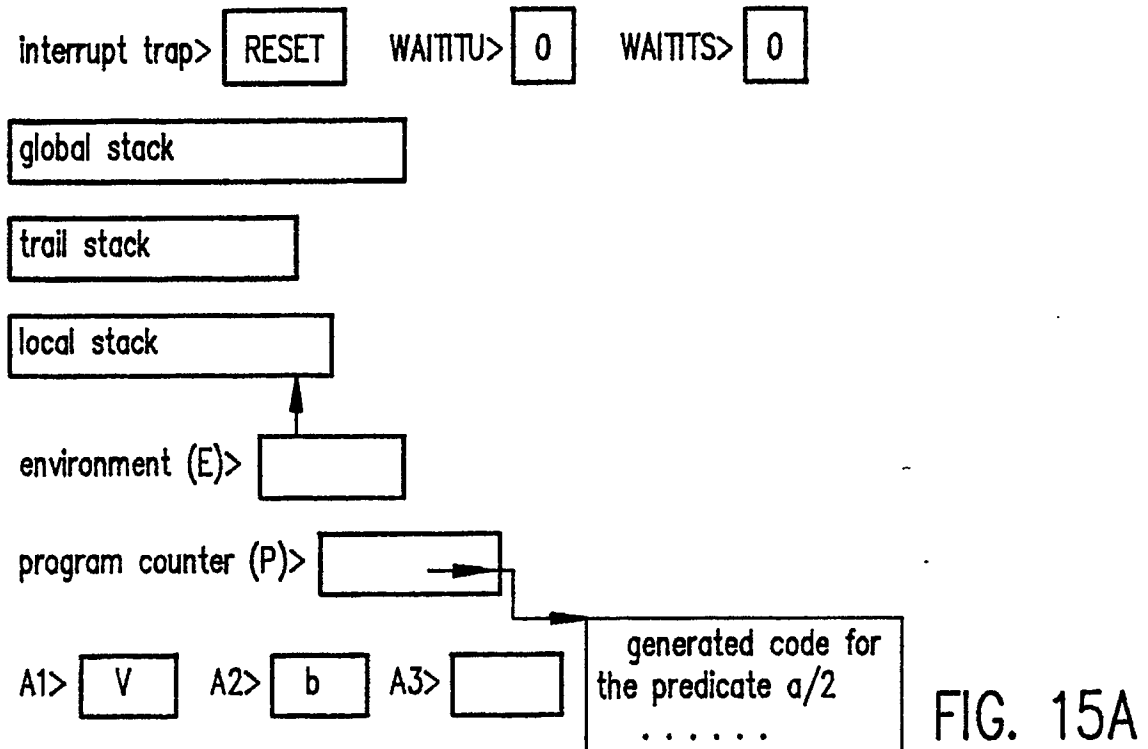 interrupt trap> RESET WAITITU> 0 WAITITS> 0
global stack
trail stack
local stack
environment (E)>
program counter (P)>
generated code for
the predicate a/2
. . . . . .
A1> V A2> b A3>
FIG. 15A